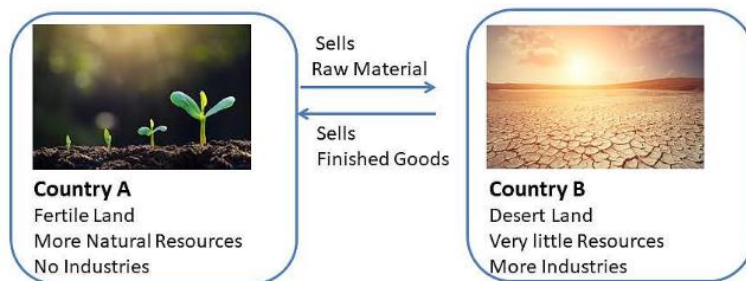 Sells
Raw Material
Sells
Finished Goods
Country A
Fertile Land
More Natural Resources
No Industries
Country B
Desert Land
Very little Resources
More Industries